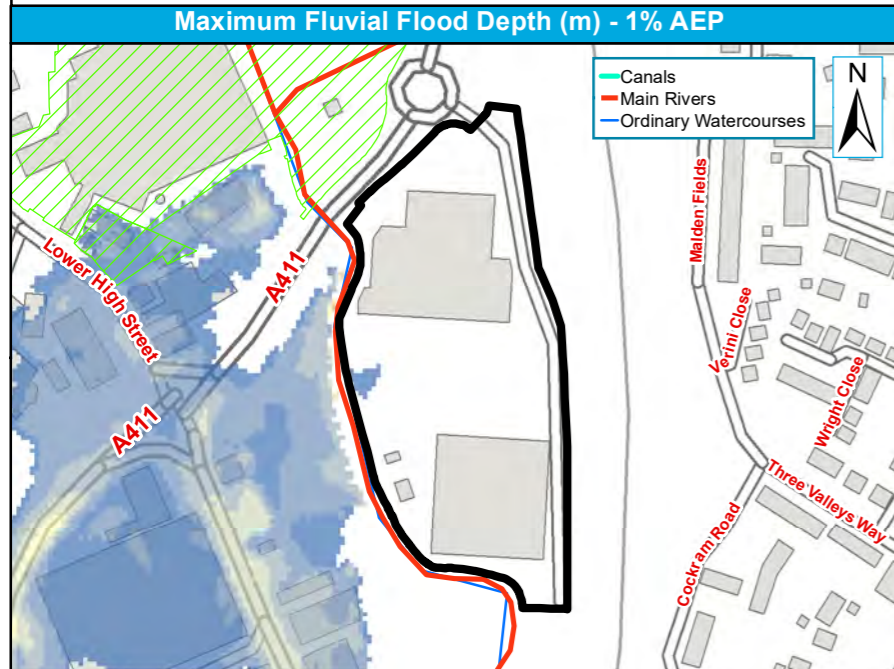 Maximum Fluvial Flood Depth (m) - 1% AEP
Canals
Main Rivers
Ordinary Watercourses
N
Malden Fields
Lower High Street
A411
Verini Close
Wright Close
A411
Three Valleys Way
Cockram Road